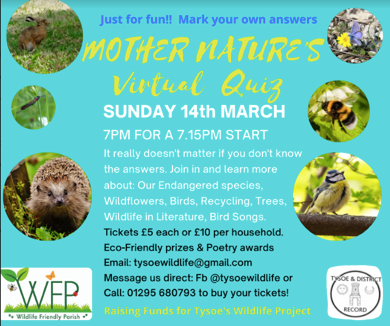 Just for fun!! Mark your own answers
MOTHER NATURE'S
Virtual Quiz
SUNDAY 14th MARCH
7PM FOR A 7.15PM START
It really doesn't matter if you don't know
the answers. Join in and learn more
about: Our Endangered species,
Wildflowers, Birds, Recycling, Trees,
Wildlife in Literature, Bird Songs.
Tickets £5 each or £10 per household.
Eco-Friendly prizes & Poetry awards
Email: tysoewildlife@gmail.com
Message us direct: Fb @tysoewildlife or
Call: 01295 680793 to buy your tickets!
Raising Funds for Tysoe's Wildlife Project
WFP
Wildlife Friendly Parish
TYSOE & DISTRICT
RECORD